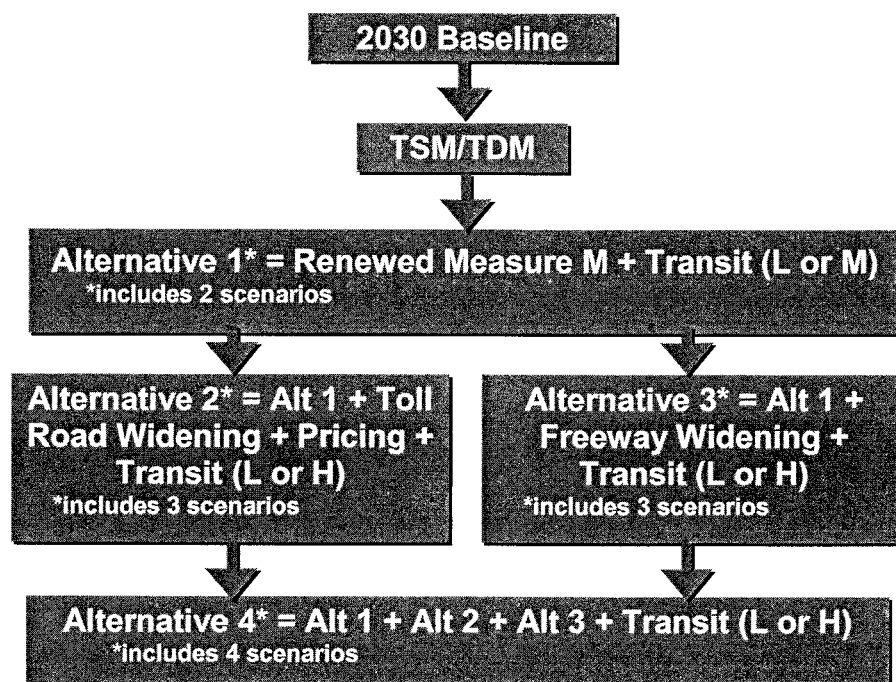 2030 Baseline
TSM/TDM
Alternative 1* = Renewed Measure M + Transit (L or M)
*includes 2 scenarios
Alternative 2* = Alt 1 + Toll
Road Widening + Pricing +
Transit (L or H)
*includes 3 scenarios
Alternative 3* = Alt 1 +
Freeway Widening +
Transit (L or H)
*includes 3 scenarios
Alternative 4* = Alt 1 + Alt 2 + Alt 3 + Transit (L or H)
*includes 4 scenarios